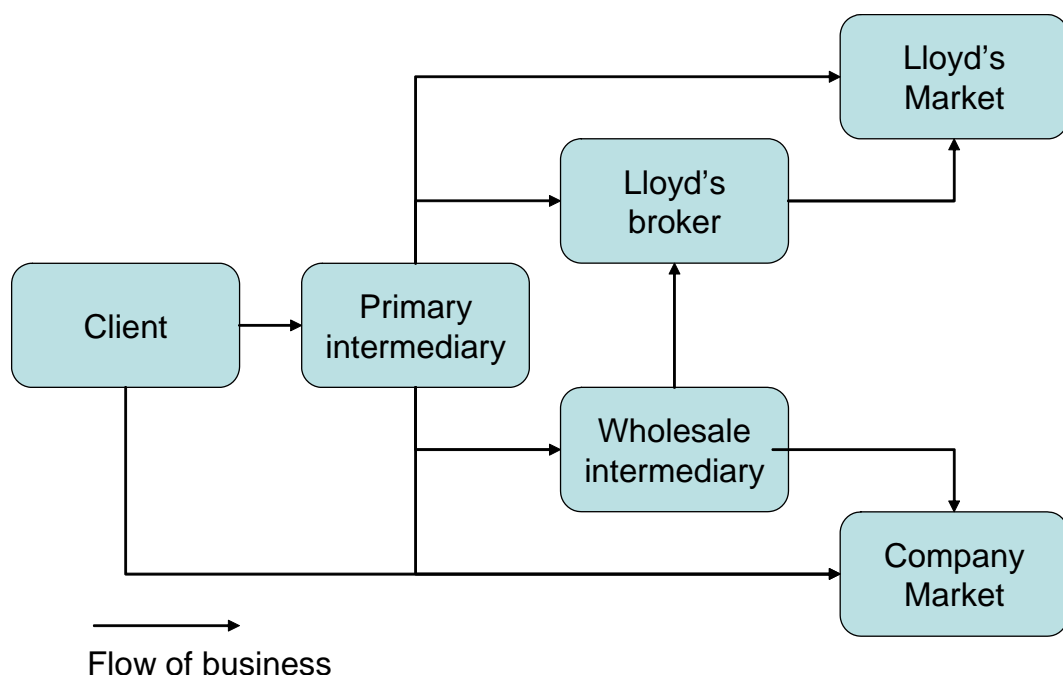 Lloyd’s
Market
Lloyd’s
broker
Client
Primary
intermediary
Wholesale
intermediary
Company
Market
Flow of business